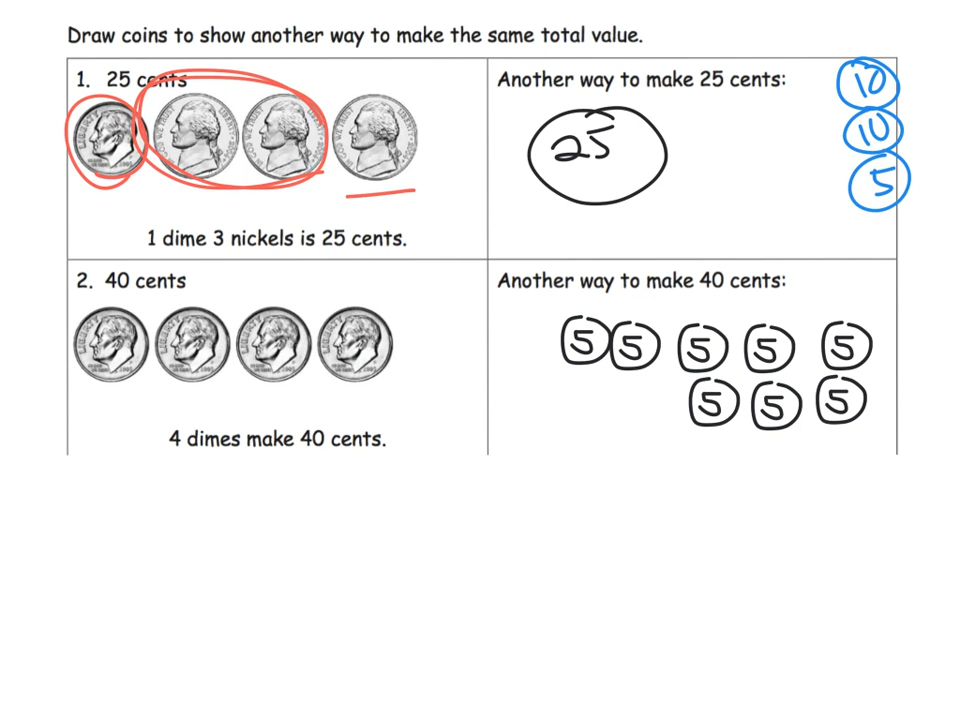 Draw coins to show another way to make the same total value.
1. 25 cents
Another way to make 25 cents:
25
10
10
5
1 dime 3 nickels is 25 cents.
2. 40 cents
Another way to make 40 cents:
5 5 5 5 5
5 5 5
4 dimes make 40 cents.